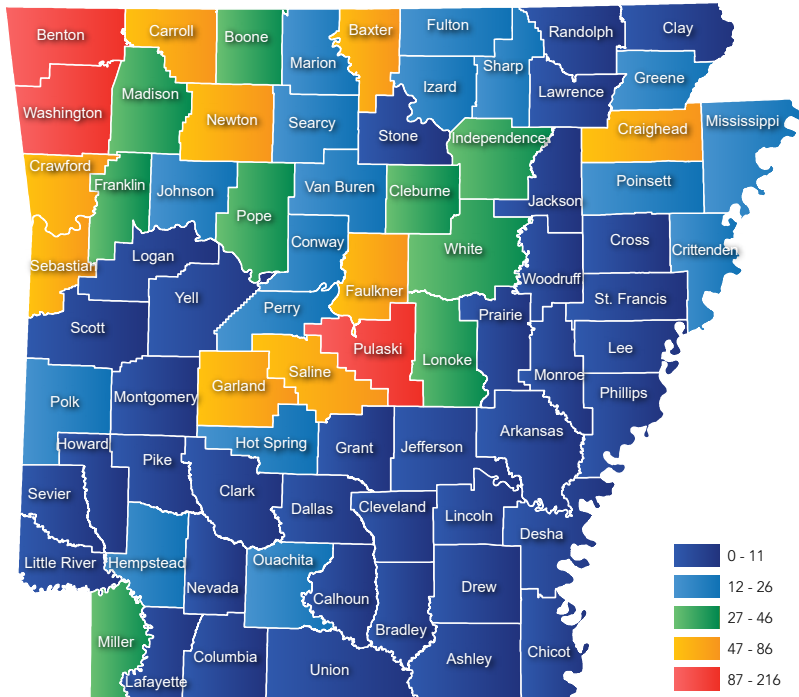 Benton
Carroll
Boone
Marion
Baxter
Fulton
Sharp
Randolph
Clay
Washington
Madison
Newton
Searcy
Stone
Izard
Lawrence
Greene
Independence
Craighead
Mississippi
Crawford
Franklin
Johnson
Pope
Van Buren
Cleburne
Jackson
Poinsett
Sebastian
Logan
Conway
White
Woodruff
Cross
Crittenden
Scott
Yell
Perry
Faulkner
Prairie
St. Francis
Pulaski
Lonoke
Lee
Monroe
Polk
Montgomery
Garland
Saline
Phillips
Howard
Pike
Hot Spring
Grant
Jefferson
Arkansas
Sevier
Clark
Dallas
Cleveland
Lincoln
Desha
Little River
Hempstead
Nevada
Ouachita
Calhoun
Drew
Miller
Columbia
Bradley
Chicot
Lafayette
Union
Ashley
0 - 11
12 - 26
27 - 46
47 - 86
87 - 216